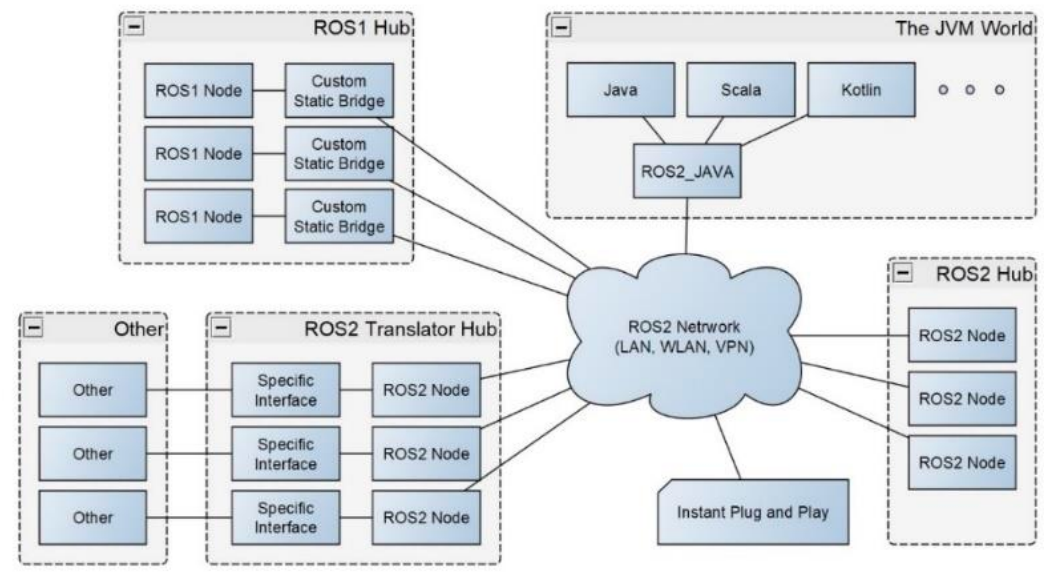 ROS1 Hub
ROS1 Node
Custom
Static Bridge
ROS1 Node
Custom
Static Bridge
ROS1 Node
Custom
Static Bridge
The JVM World
Java
Scala
Kotlin
ROS2_JAVA
ROS2 Netrwork
(LAN, WLAN, VPN)
ROS2 Hub
ROS2 Node
ROS2 Node
ROS2 Node
Other
Other
Other
Other
ROS2 Translator Hub
Specific
Interface
ROS2 Node
Specific
Interface
ROS2 Node
Specific
Interface
ROS2 Node
Instant Plug and Play